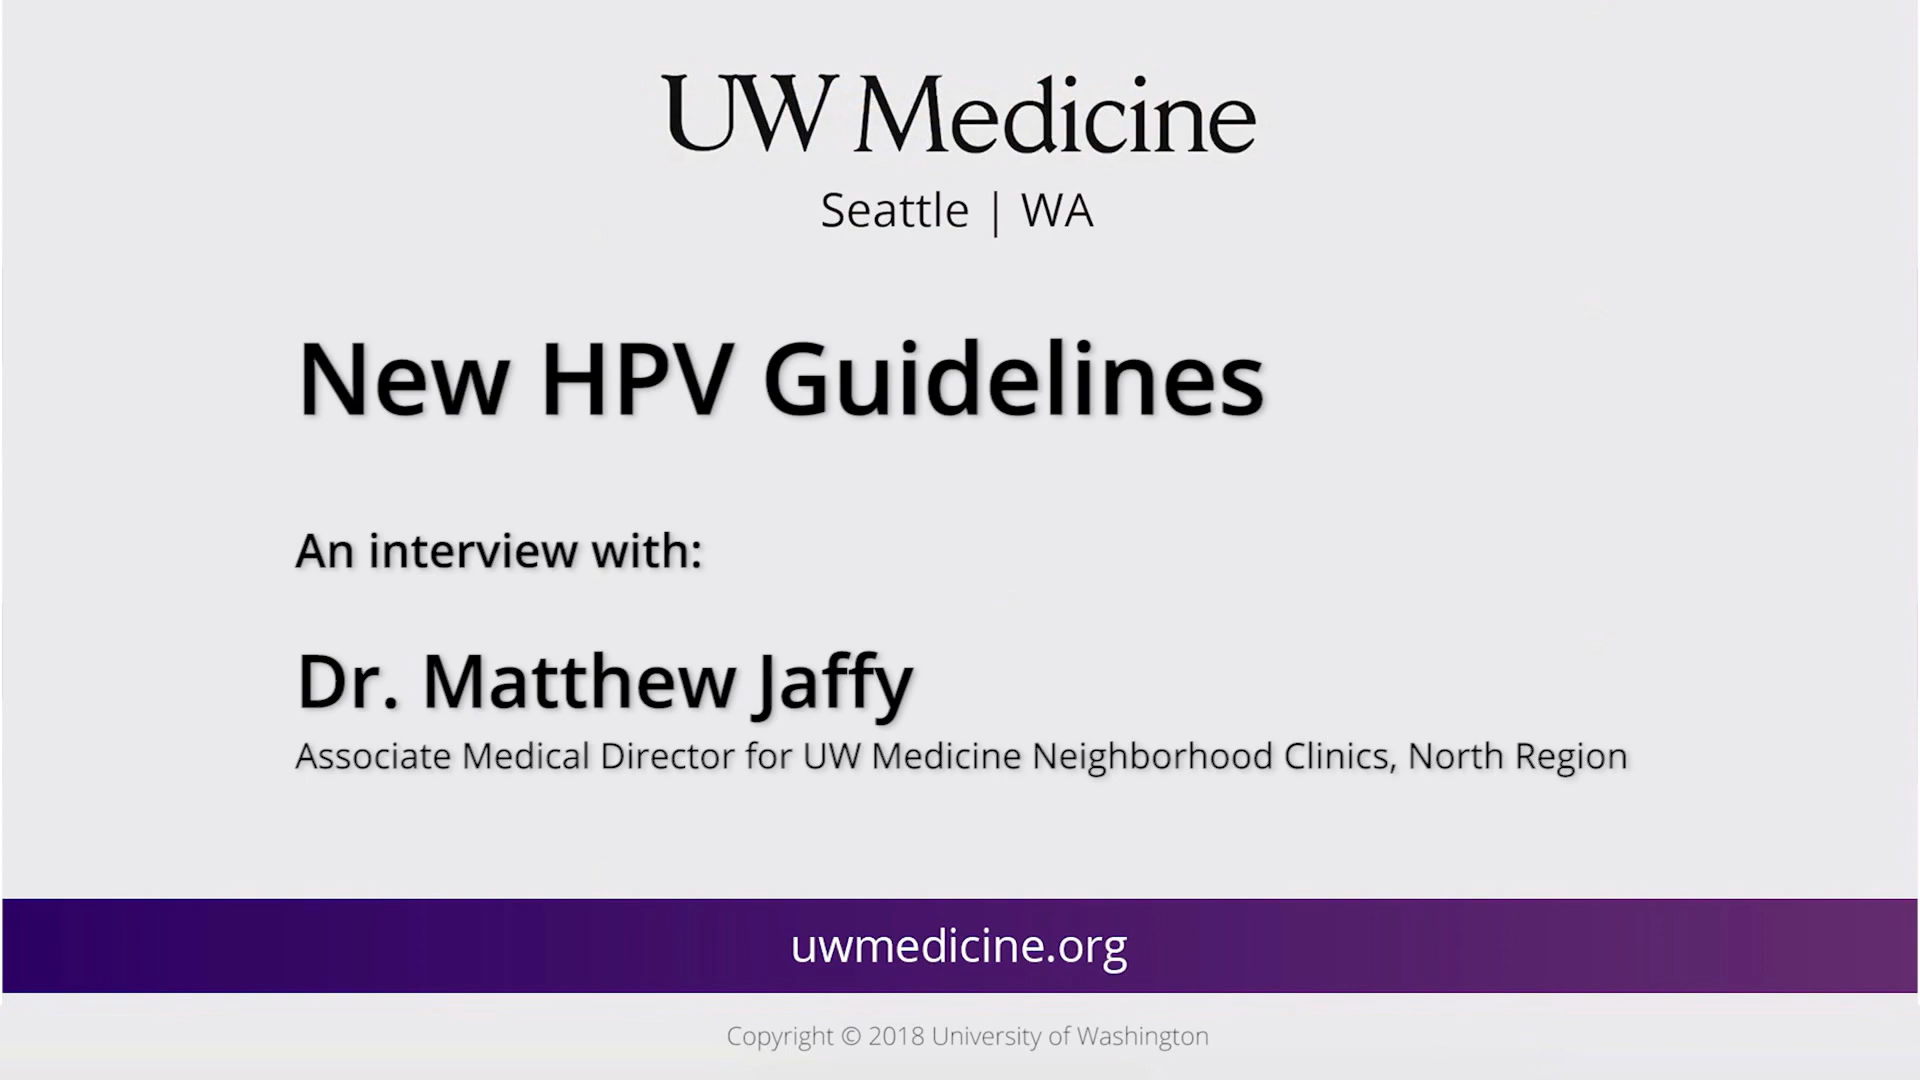 UW Medicine
Seattle | WA
New HPV Guidelines
An interview with:
Dr. Matthew Jaffy
Associate Medical Director for UW Medicine Neighborhood Clinics, North Region
uwmedicine.org
Copyright © 2018 University of Washington